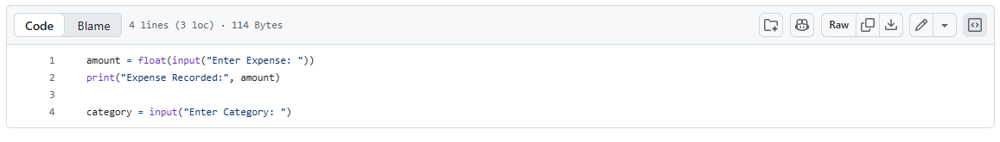 Code Blame 4 lines (3 loc) · 114 Bytes Raw
1 amount = float(input("Enter Expense: "))
2 print("Expense Recorded:", amount)
3
4 category = input("Enter Category: ")